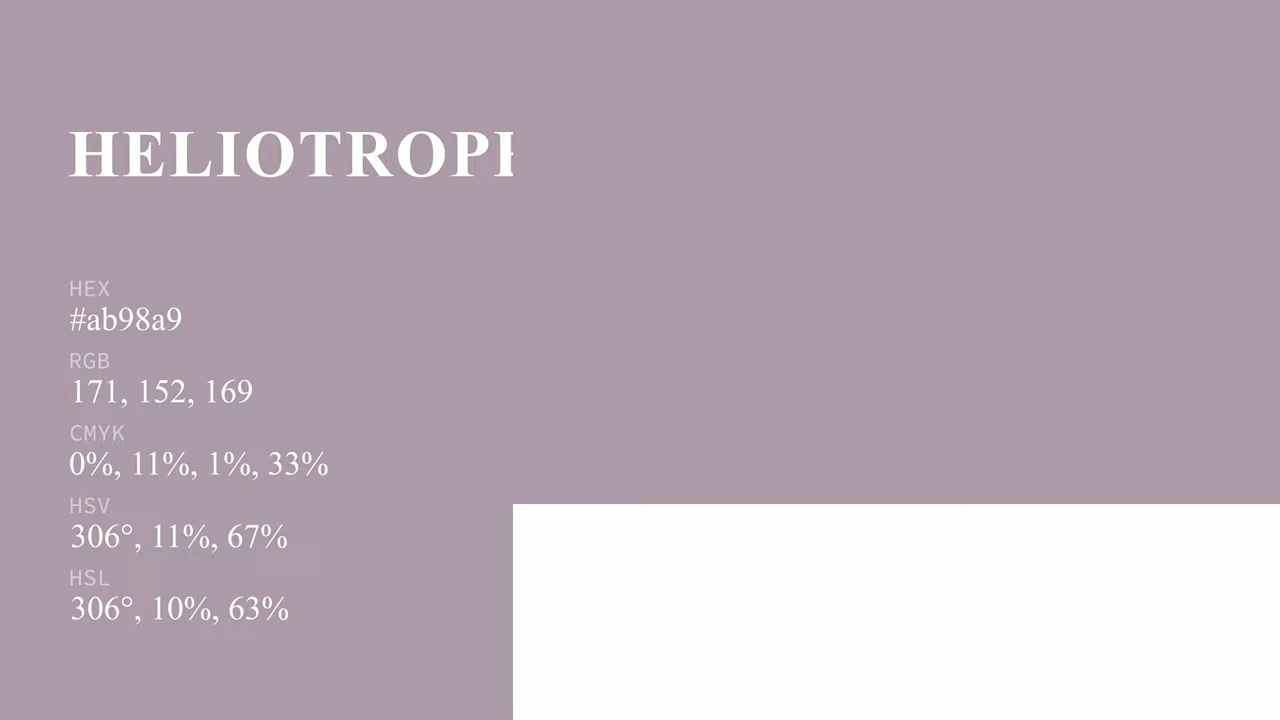 HELIOTROP
HEX
#ab98a9
RGB
171, 152, 169
CMYK
0%, 11%, 1%, 33%
HSV
306°, 11%, 67%
HSL
306°, 10%, 63%